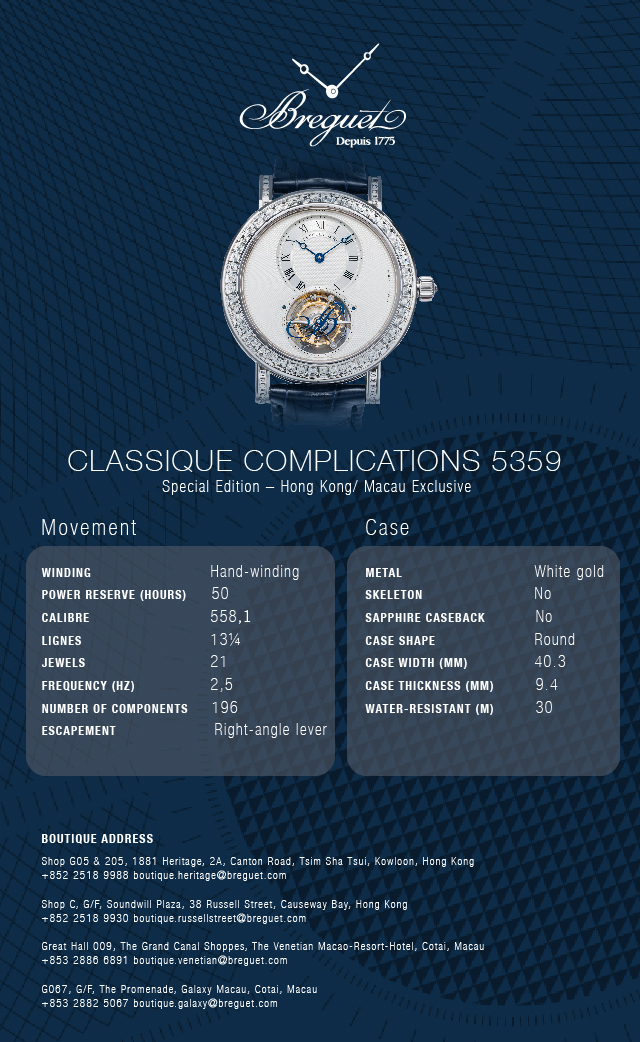 Breguet
Depuis 1775
CLASSIQUE COMPLICATIONS 5359
Special Edition – Hong Kong/ Macau Exclusive
Movement
WINDING Hand-winding
POWER RESERVE (HOURS) 50
CALIBRE 558,1
LIGNES 13¼
JEWELS 21
FREQUENCY (HZ) 2,5
NUMBER OF COMPONENTS 196
ESCAPEMENT Right-angle lever
Case
METAL White gold
SKELETON No
SAPPHIRE CASEBACK No
CASE SHAPE Round
CASE WIDTH (MM) 40.3
CASE THICKNESS (MM) 9.4
WATER-RESISTANT (M) 30
BOUTIQUE ADDRESS
Shop G05 & 205, 1881 Heritage, 2A, Canton Road, Tsim Sha Tsui, Kowloon, Hong Kong
+852 2518 9988 boutique.heritage@breguet.com
Shop C, G/F, Soundwill Plaza, 38 Russell Street, Causeway Bay, Hong Kong
+852 2518 9930 boutique.russellstreet@breguet.com
Great Hall 009, The Grand Canal Shoppes, The Venetian Macao-Resort-Hotel, Cotai, Macau
+853 2886 6891 boutique.venetian@breguet.com
G067, G/F, The Promenade, Galaxy Macau, Cotai, Macau
+853 2882 5067 boutique.galaxy@breguet.com